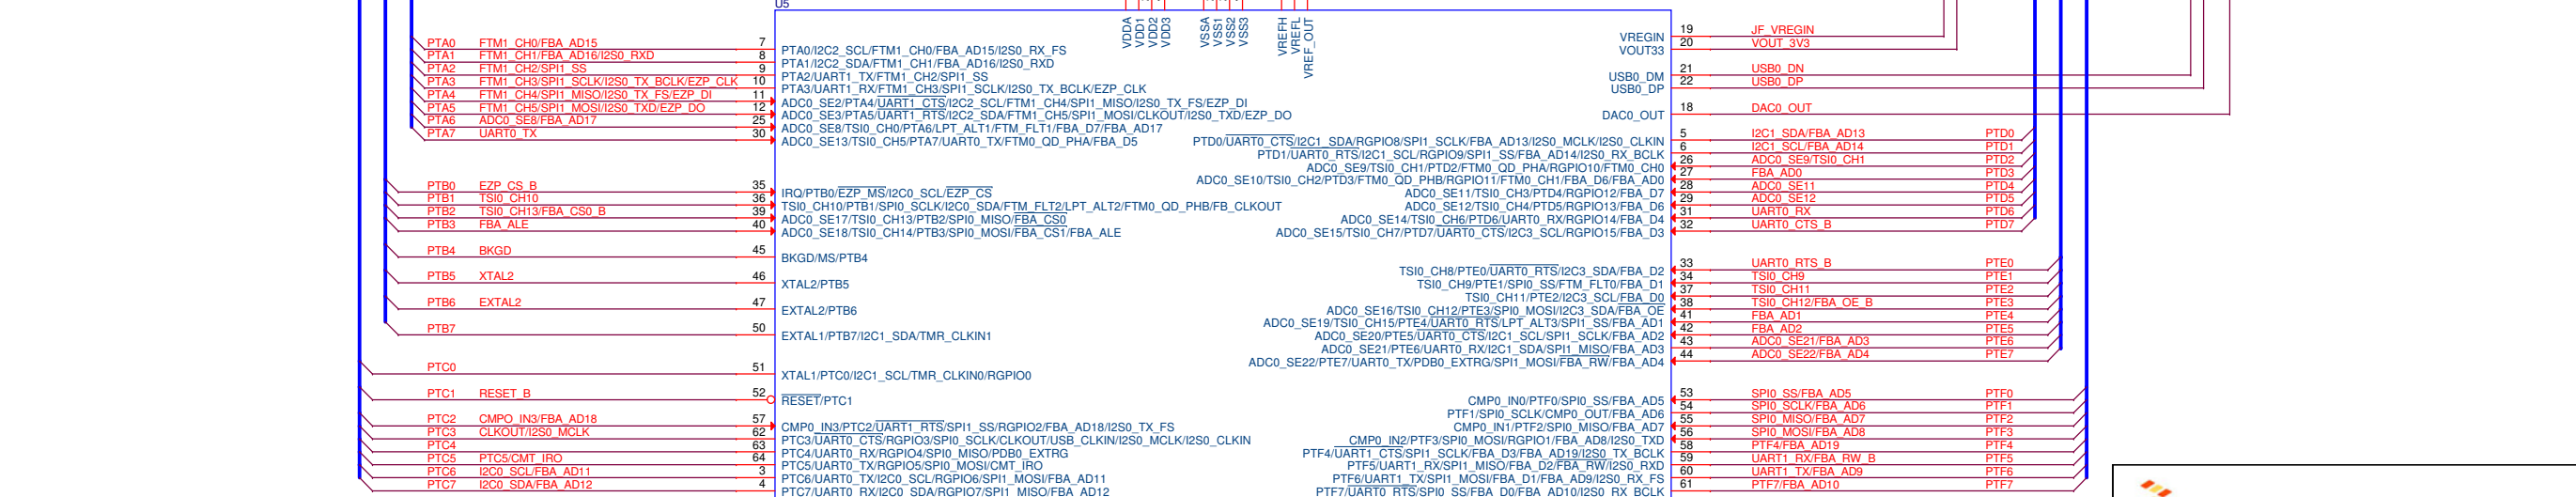 U5
VDDA
VDD1
VDD2
VDD3
VSSA
VSS1
VSS2
VSS3
VREFH
VREFL
VREF_OUT
PTA0 FTM1_CH0/FBA_AD15 7 PTA0/I2C2_SCL/FTM1_CH0/FBA_AD15/I2S0_RX_FS
PTA1 FTM1_CH1/FBA_AD16/I2S0_RXD 8 PTA1/I2C2_SDA/FTM1_CH1/FBA_AD16/I2S0_RXD
PTA2 FTM1_CH2/SPI1_SS 9 PTA2/UART1_TX/FTM1_CH2/SPI1_SS
PTA3 FTM1_CH3/SPI1_SCLK/I2S0_TX_BCLK/EZP_CLK 10 PTA3/UART1_RX/FTM1_CH3/SPI1_SCLK/I2S0_TX_BCLK/EZP_CLK
PTA4 FTM1_CH4/SPI1_MISO/I2S0_TX_FS/EZP_DI 11 ADC0_SE2/PTA4/UART1_CTS/I2C2_SCL/FTM1_CH4/SPI1_MISO/I2S0_TX_FS/EZP_DI
PTA5 FTM1_CH5/SPI1_MOSI/I2S0_TXD/EZP_DO 12 ADC0_SE3/PTA5/UART1_RTS/I2C2_SDA/FTM1_CH5/SPI1_MOSI/CLKOUT/I2S0_TXD/EZP_DO
PTA6 ADC0_SE8/FBA_AD17 25 ADC0_SE8/TSI0_CH0/PTA6/LPT_ALT1/FTM_FLT1/FBA_D7/FBA_AD17
PTA7 UART0_TX 30 ADC0_SE13/TSI0_CH5/PTA7/UART0_TX/FTM0_QD_PHA/FBA_D5
PTB0 EZP_CS_B 35 IRQ/PTB0/EZP_MS/I2C0_SCL/EZP_CS
PTB1 TSI0_CH10 36 TSI0_CH10/PTB1/SPI0_SCLK/I2C0_SDA/FTM_FLT2/LPT_ALT2/FTM0_QD_PHB/FB_CLKOUT
PTB2 TSI0_CH13/FBA_CS0_B 39 ADC0_SE17/TSI0_CH13/PTB2/SPI0_MISO/FBA_CS0
PTB3 FBA_ALE 40 ADC0_SE18/TSI0_CH14/PTB3/SPI0_MOSI/FBA_CS1/FBA_ALE
PTB4 BKGD 45 BKGD/MS/PTB4
PTB5 XTAL2 46 XTAL2/PTB5
PTB6 EXTAL2 47 EXTAL2/PTB6
PTB7 50 EXTAL1/PTB7/I2C1_SDA/TMR_CLKIN1
PTC0 51 XTAL1/PTC0/I2C1_SCL/TMR_CLKIN0/RGPIO0
PTC1 RESET_B 52 RESET/PTC1
PTC2 CMPO_IN3/FBA_AD18 57 CMP0_IN3/PTC2/UART1_RTS/SPI1_SS/RGPIO2/FBA_AD18/I2S0_TX_FS
PTC3 CLKOUT/I2S0_MCLK 62 PTC3/UART0_CTS/RGPIO3/SPI0_SCLK/CLKOUT/USB_CLKIN/I2S0_MCLK/I2S0_CLKIN
PTC4 63 PTC4/UART0_RX/RGPIO4/SPI0_MISO/PDB0_EXTRG
PTC5 PTC5/CMT_IRO 64 PTC5/UART0_TX/RGPIO5/SPI0_MOSI/CMT_IRO
PTC6 I2C0_SCL/FBA_AD11 3 PTC6/UART0_TX/I2C0_SCL/RGPIO6/SPI1_MOSI/FBA_AD11
PTC7 I2C0_SDA/FBA_AD12 4 PTC7/UART0_RX/I2C0_SDA/RGPIO7/SPI1_MISO/FBA_AD12
VREGIN 19 JF_VREGIN
VOUT33 20 VOUT_3V3
USB0_DM 21 USB0_DN
USB0_DP 22 USB0_DP
DAC0_OUT 18 DAC0_OUT
PTD0/UART0_CTS/I2C1_SDA/RGPIO8/SPI1_SCLK/FBA_AD13/I2S0_MCLK/I2S0_CLKIN 5 I2C1_SDA/FBA_AD13 PTD0
PTD1/UART0_RTS/I2C1_SCL/RGPIO9/SPI1_SS/FBA_AD14/I2S0_RX_BCLK 6 I2C1_SCL/FBA_AD14 PTD1
ADC0_SE9/TSI0_CH1/PTD2/FTM0_QD_PHA/RGPIO10/FTM0_CH0 26 ADC0_SE9/TSI0_CH1 PTD2
ADC0_SE10/TSI0_CH2/PTD3/FTM0_QD_PHB/RGPIO11/FTM0_CH1/FBA_D6/FBA_AD0 27 FBA_AD0 PTD3
ADC0_SE11/TSI0_CH3/PTD4/RGPIO12/FBA_D7 28 ADC0_SE11 PTD4
ADC0_SE12/TSI0_CH4/PTD5/RGPIO13/FBA_D6 29 ADC0_SE12 PTD5
ADC0_SE14/TSI0_CH6/PTD6/UART0_RX/RGPIO14/FBA_D4 31 UART0_RX PTD6
ADC0_SE15/TSI0_CH7/PTD7/UART0_CTS/I2C3_SCL/RGPIO15/FBA_D3 32 UART0_CTS_B PTD7
TSI0_CH8/PTE0/UART0_RTS/I2C3_SDA/FBA_D2 33 UART0_RTS_B PTE0
TSI0_CH9/PTE1/SPI0_SS/FTM_FLT0/FBA_D1 34 TSI0_CH9 PTE1
TSI0_CH11/PTE2/I2C3_SCL/FBA_D0 37 TSI0_CH11 PTE2
ADC0_SE16/TSI0_CH12/PTE3/SPI0_MOSI/I2C3_SDA/FBA_OE 38 TSI0_CH12/FBA_OE_B PTE3
ADC0_SE19/TSI0_CH15/PTE4/UART0_RTS/LPT_ALT3/SPI1_SS/FBA_AD1 41 FBA_AD1 PTE4
ADC0_SE20/PTE5/UART0_CTS/I2C1_SCL/SPI1_SCLK/FBA_AD2 42 FBA_AD2 PTE5
ADC0_SE21/PTE6/UART0_RX/I2C1_SDA/SPI1_MISO/FBA_AD3 43 ADC0_SE21/FBA_AD3 PTE6
ADC0_SE22/PTE7/UART0_TX/PDB0_EXTRG/SPI1_MOSI/FBA_RW/FBA_AD4 44 ADC0_SE22/FBA_AD4 PTE7
CMP0_IN0/PTF0/SPI0_SS/FBA_AD5 53 SPI0_SS/FBA_AD5 PTF0
PTF1/SPI0_SCLK/CMP0_OUT/FBA_AD6 54 SPI0_SCLK/FBA_AD6 PTF1
CMP0_IN1/PTF2/SPI0_MISO/FBA_AD7 55 SPI0_MISO/FBA_AD7 PTF2
CMP0_IN2/PTF3/SPI0_MOSI/RGPIO1/FBA_AD8/I2S0_TXD 56 SPI0_MOSI/FBA_AD8 PTF3
PTF4/UART1_CTS/SPI1_SCLK/FBA_D3/FBA_AD19/I2S0_TX_BCLK 58 PTF4/FBA_AD19 PTF4
PTF5/UART1_RX/SPI1_MISO/FBA_D2/FBA_RW/I2S0_RXD 59 UART1_RX/FBA_RW_B PTF5
PTF6/UART1_TX/SPI1_MOSI/FBA_D1/FBA_AD9/I2S0_RX_FS 60 UART1_TX/FBA_AD9 PTF6
PTF7/UART0_RTS/SPI0_SS/FBA_D0/FBA_AD10/I2S0_RX_BCLK 61 PTF7/FBA_AD10 PTF7